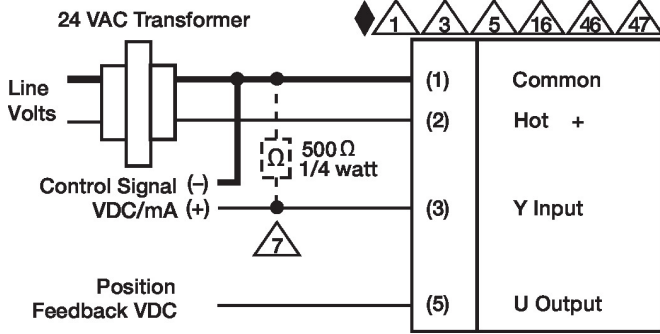 24 VAC Transformer
1 3 5 16 46 47
Line
Volts
(1) Common
(2) Hot +
Ω 500 Ω
1/4 watt
Control Signal (–)
VDC/mA (+)
(3) Y Input
7
Position
Feedback VDC
(5) U Output